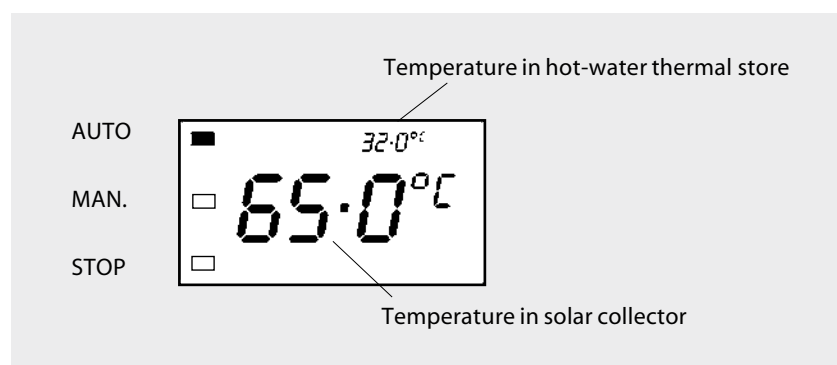 Temperature in hot-water thermal store
AUTO
32·0°C
MAN.
65·0°C
STOP
Temperature in solar collector